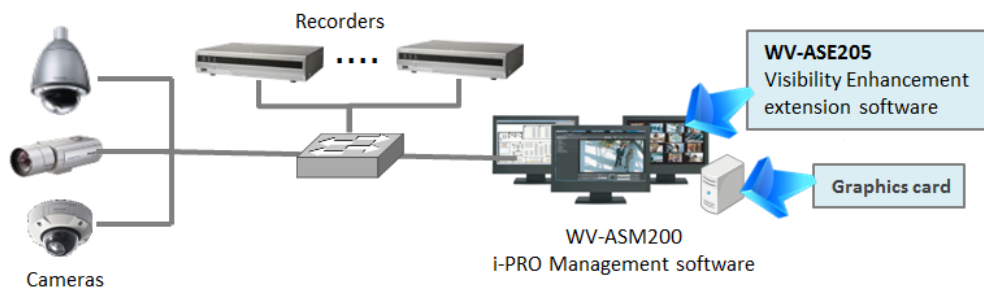 Recorders
WV-ASE205
Visibility Enhancement
extension software
Graphics card
WV-ASM200
i-PRO Management software
Cameras